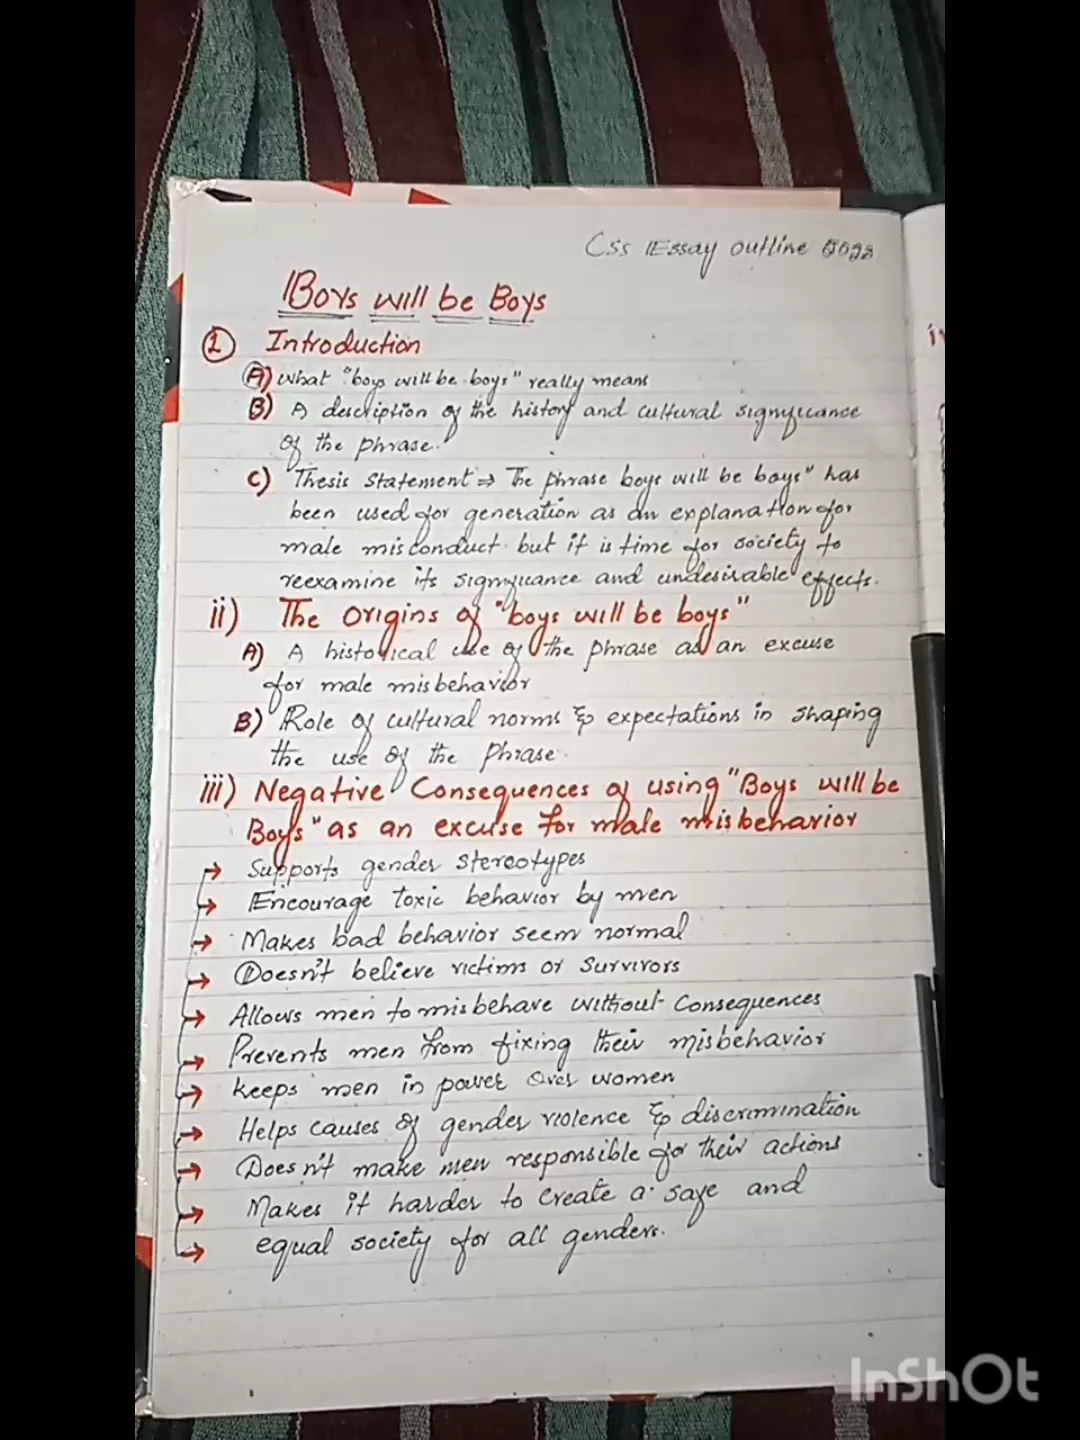 Css Essay outline 2022
Boys will be Boys
1 Introduction
A) What "boys will be boys" really means
B) A description of the history and cultural significance
of the phrase.
C) Thesis Statement ⇒ The phrase boys will be boys" has
been used for generation as an explanation for
male misconduct but it is time for society to
reexamine its significance and undesirable effects.
ii) The Origins of "boys will be boys"
A) A historical use of the phrase as an excuse
for male misbehavior
B) Role of cultural norms & expectations in shaping
the use of the phrase.
iii) Negative Consequences of using "Boys will be
Boys" as an excuse for male misbehavior
→ Supports gender stereotypes
→ Encourage toxic behavior by men
→ Makes bad behavior seem normal
→ Doesn't believe victims or survivors
→ Allows men to misbehave without consequences
→ Prevents men from fixing their misbehavior
→ keeps men in power over women
→ Helps causes of gender violence & discrimination
→ Doesn't make men responsible for their actions
→ Makes it harder to create a safe and
→ equal society for all genders.
InShOt